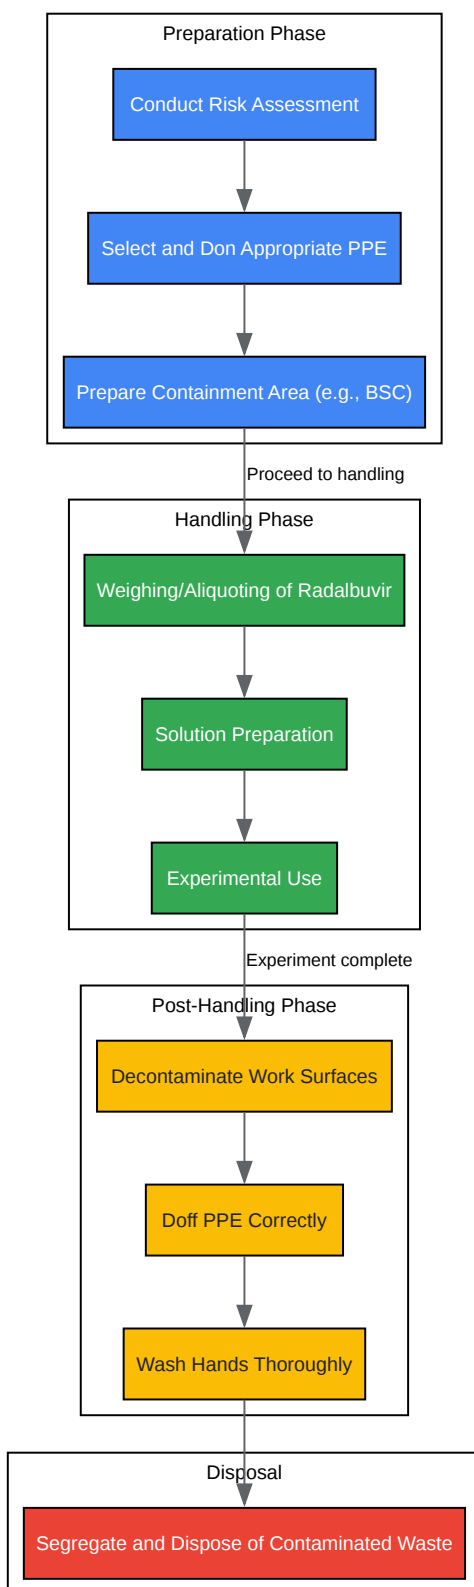 Preparation Phase
Conduct Risk Assessment
Select and Don Appropriate PPE
Prepare Containment Area (e.g., BSC)
Proceed to handling
Handling Phase
Weighing/Aliquoting of Radalbuvir
Solution Preparation
Experimental Use
Experiment complete
Post-Handling Phase
Decontaminate Work Surfaces
Doff PPE Correctly
Wash Hands Thoroughly
Disposal
Segregate and Dispose of Contaminated Waste